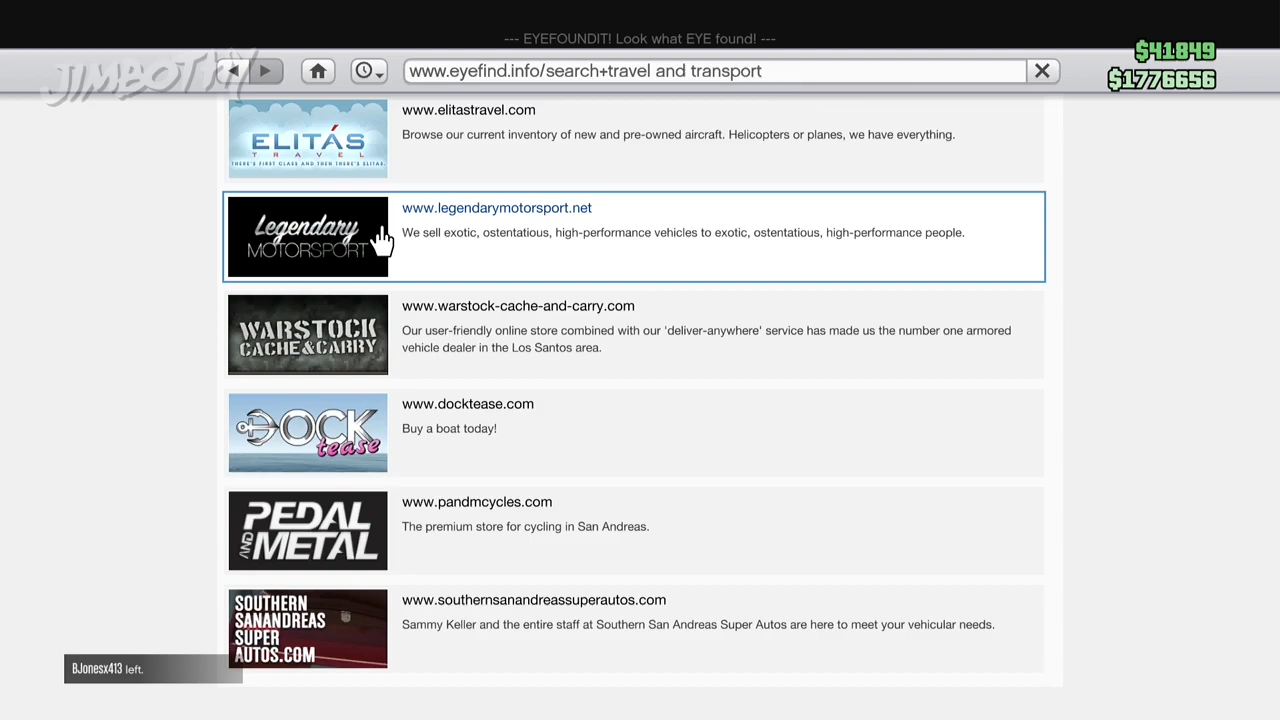 --- EYEFOUNDIT! Look what EYE found! ---
$41849
www.eyefind.info/search+travel and transport
$1776656
www.elitastravel.com
Browse our current inventory of new and pre-owned aircraft. Helicopters or planes, we have everything.
ELITÁS
TRAVEL
THERE'S FIRST CLASS AND THEN THERE'S ELITAS.
www.legendarymotorsport.net
We sell exotic, ostentatious, high-performance vehicles to exotic, ostentatious, high-performance people.
Legendary
MOTORSPORT
www.warstock-cache-and-carry.com
Our user-friendly online store combined with our 'deliver-anywhere' service has made us the number one armored
vehicle dealer in the Los Santos area.
WARSTOCK
CACHE&CARRY
www.docktease.com
Buy a boat today!
DOCK
tease
www.pandmcycles.com
The premium store for cycling in San Andreas.
PEDAL
AND METAL
www.southernsanandreassuperautos.com
Sammy Keller and the entire staff at Southern San Andreas Super Autos are here to meet your vehicular needs.
SOUTHERN
SANANDREAS
SUPER
AUTOS.COM
BJonesx413 left.